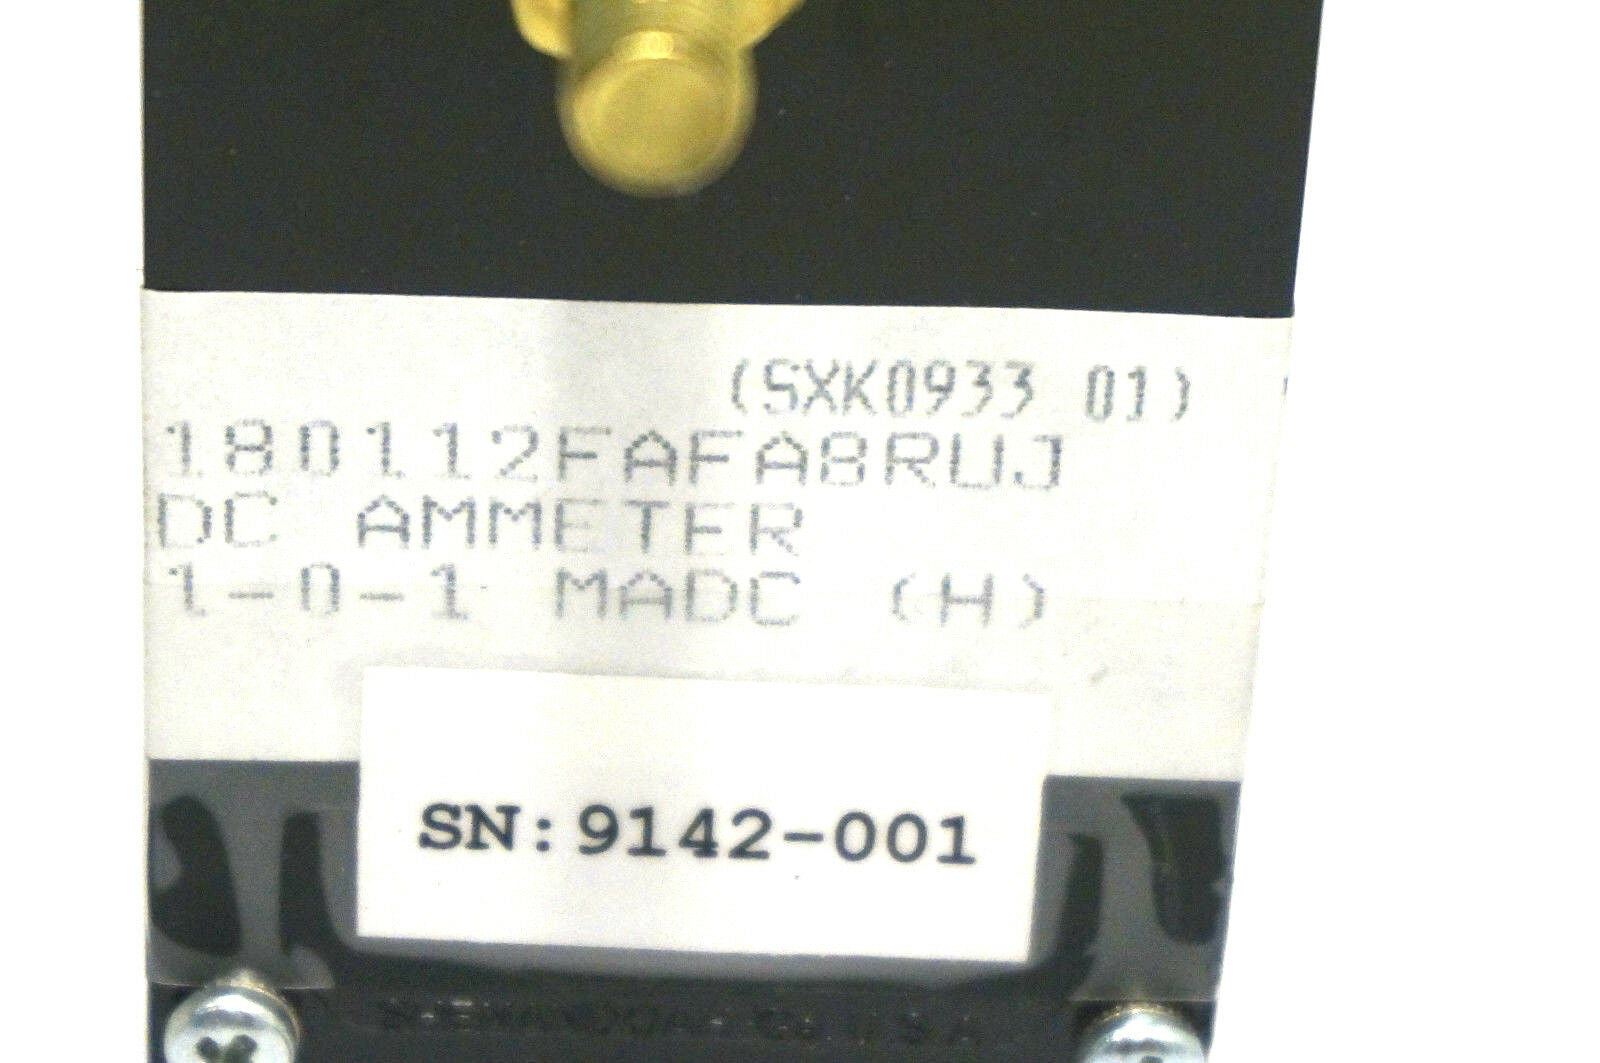 (SXK0933 01)
180112FAFA8RUJ
DC AMMETER
1-0-1 MADC (H)
SN:9142-001